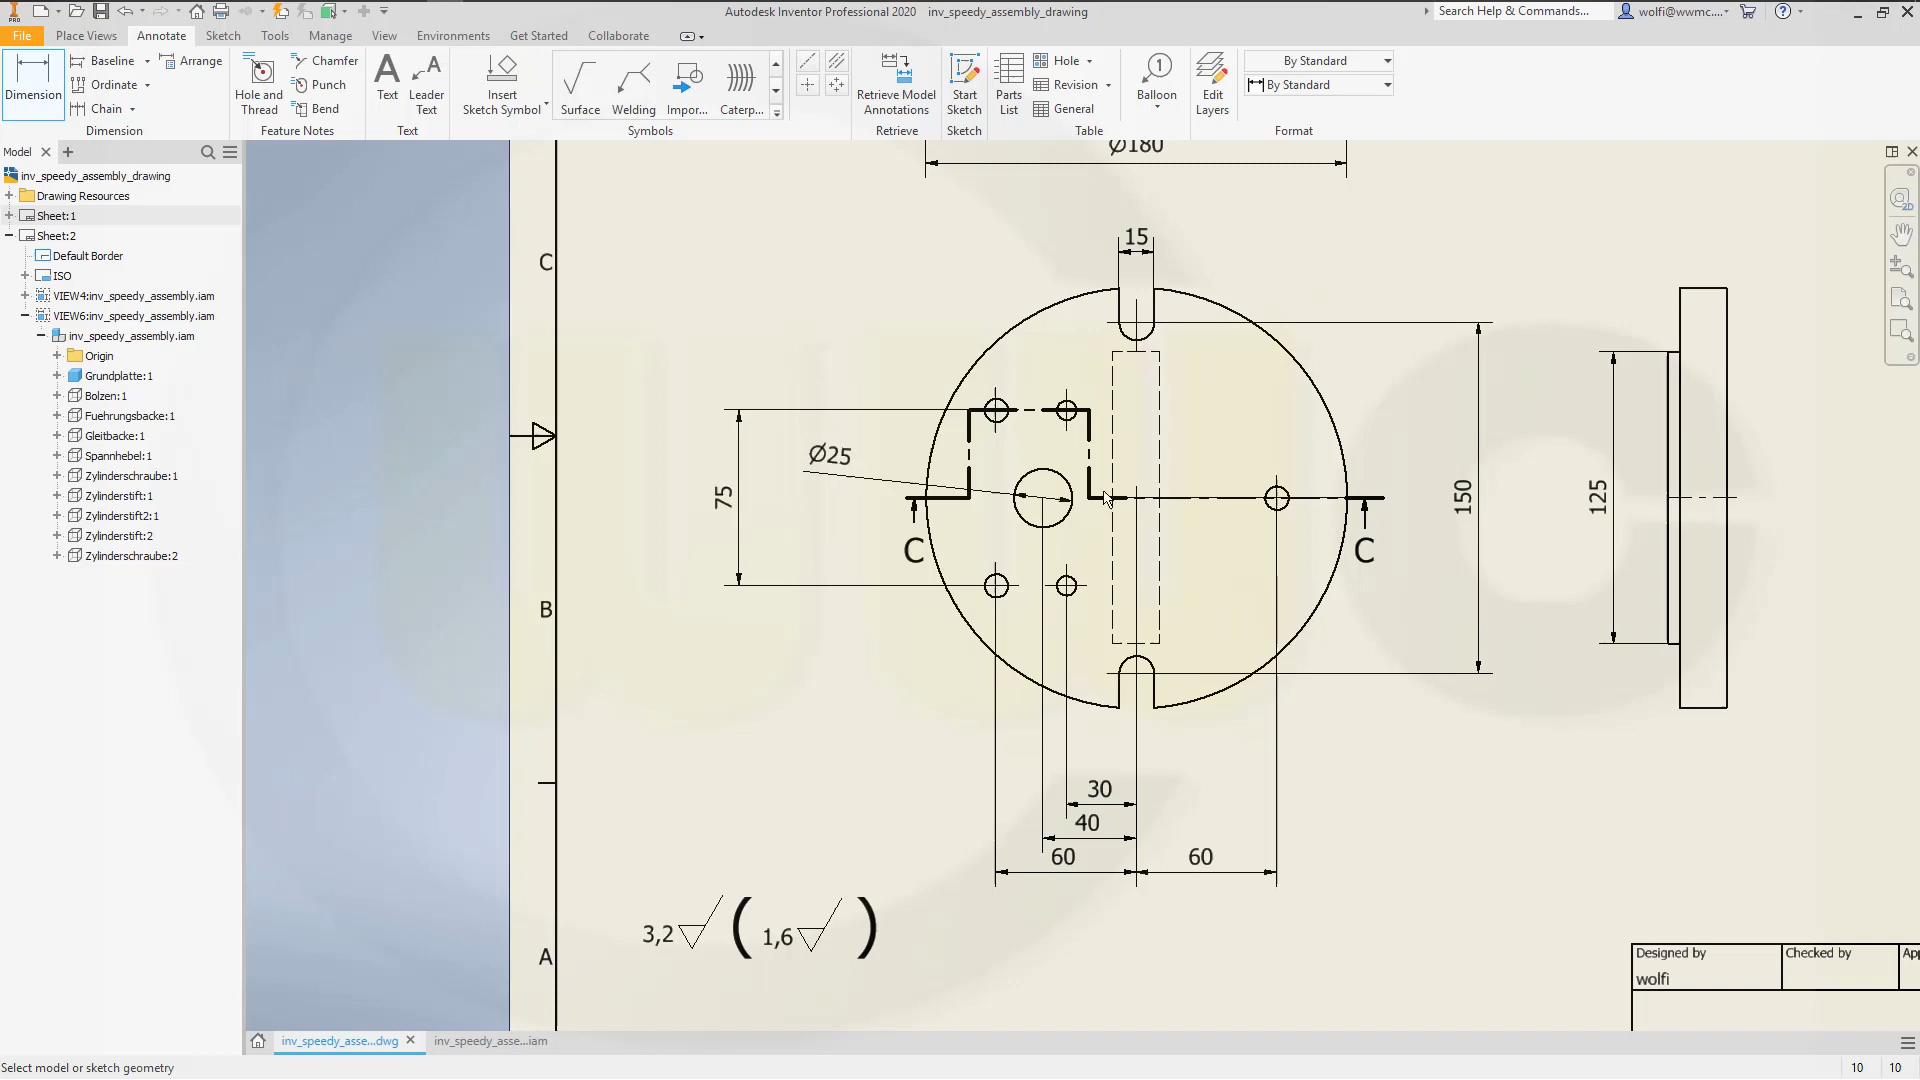 PRO
Autodesk Inventor Professional 2020 inv_speedy_assembly_drawing
Search Help & Commands...
wolfi@wwmc....
File Place Views Annotate Sketch Tools Manage View Environments Get Started Collaborate
Dimension
Baseline
Ordinate
Chain
Arrange
Dimension
Hole and
Thread
Chamfer
Punch
Bend
Feature Notes
Text
Leader
Text
Text
Insert
Sketch Symbol
Surface
Welding
Impor...
Caterp...
Symbols
Retrieve Model
Annotations
Retrieve
Start
Sketch
Sketch
Parts
List
Hole
Revision
General
Table
1
Balloon
Edit
Layers
By Standard
By Standard
Format
Model
inv_speedy_assembly_drawing
Drawing Resources
Sheet:1
Sheet:2
Default Border
ISO
VIEW4:inv_speedy_assembly.iam
VIEW6:inv_speedy_assembly.iam
inv_speedy_assembly.iam
Origin
Grundplatte:1
Bolzen:1
Fuehrungsbacke:1
Gleitbacke:1
Spannhebel:1
Zylinderschraube:1
Zylinderstift:1
Zylinderstift2:1
Zylinderstift:2
Zylinderschraube:2
C
B
A
Ø180
15
Ø25
75
150
125
C
C
30
40
60
60
3,2
( 1,6 )
Designed by
wolfi
Checked by
App
2D
inv_speedy_asse...dwg
inv_speedy_asse...iam
Select model or sketch geometry
10 10